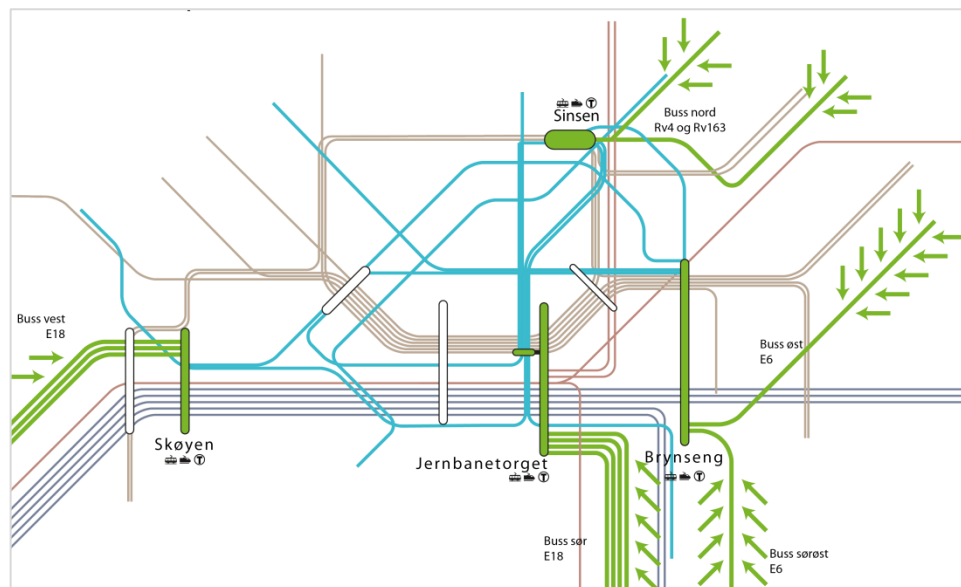 Sinsen
Buss nord
Rv4 og Rv163
Buss vest
E18
Buss øst
E6
Skøyen
Jernbanetorget
Brynseng
Buss sør
E18
Buss sørøst
E6